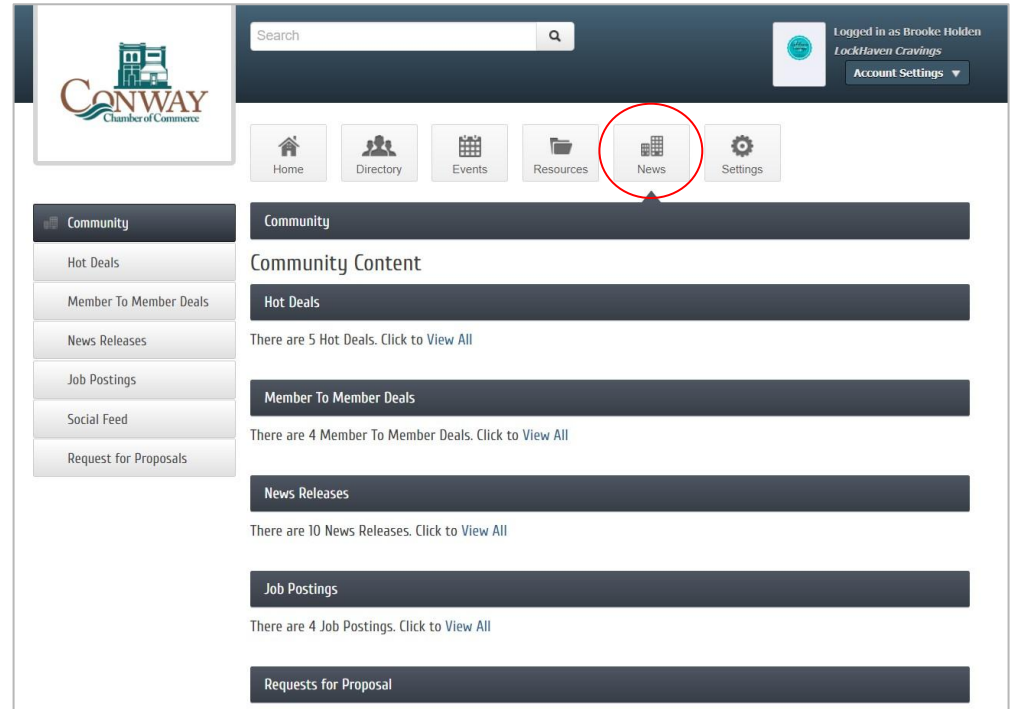 CONWAY
Chamber of Commerce
Search
Logged in as Brooke Holden
LockHaven Cravings
Account Settings
Home
Directory
Events
Resources
News
Settings
Community
Hot Deals
Member To Member Deals
News Releases
Job Postings
Social Feed
Request for Proposals
Community
Community Content
Hot Deals
There are 5 Hot Deals. Click to View All
Member To Member Deals
There are 4 Member To Member Deals. Click to View All
News Releases
There are 10 News Releases. Click to View All
Job Postings
There are 4 Job Postings. Click to View All
Requests for Proposal